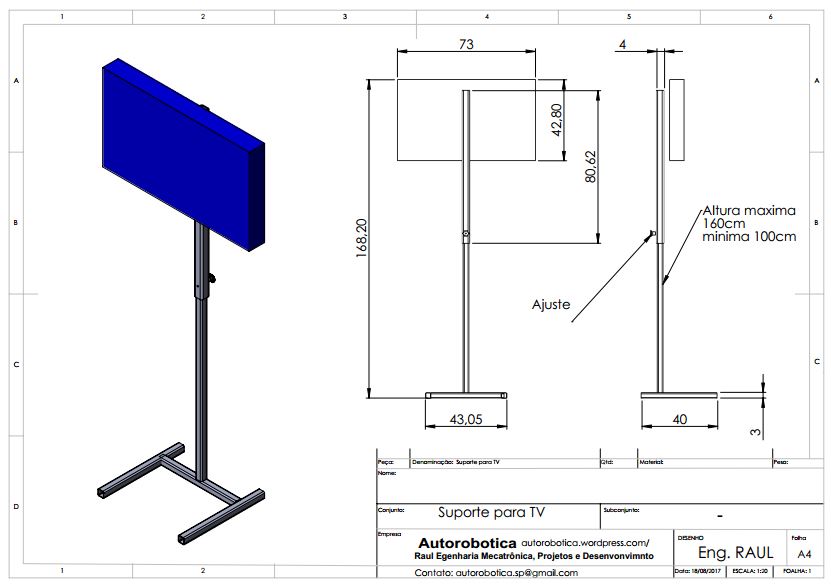 1 2 3 4 5 6
A A
73
4
42,80
80,62
168,20
B B
Altura maxima
160cm
minima 100cm
Ajuste
C C
43,05
40
3
Peça: Denominação: Suporte para TV Qtd: Material: Peso:
Nome:
D
Conjunto: Suporte para TV Subconjunto: -
Empresa
Autorobotica autorobotica.wordpress.com/
Raul Egenharia Mecatrônica, Projetos e Desenvonvimnto
Contato: autorobotica.sp@gmail.com
DESENHO
Eng. RAUL
Folha
A4
Data: 18/08/2017 ESCALA: 1:20 FOALHA: 1
1 2